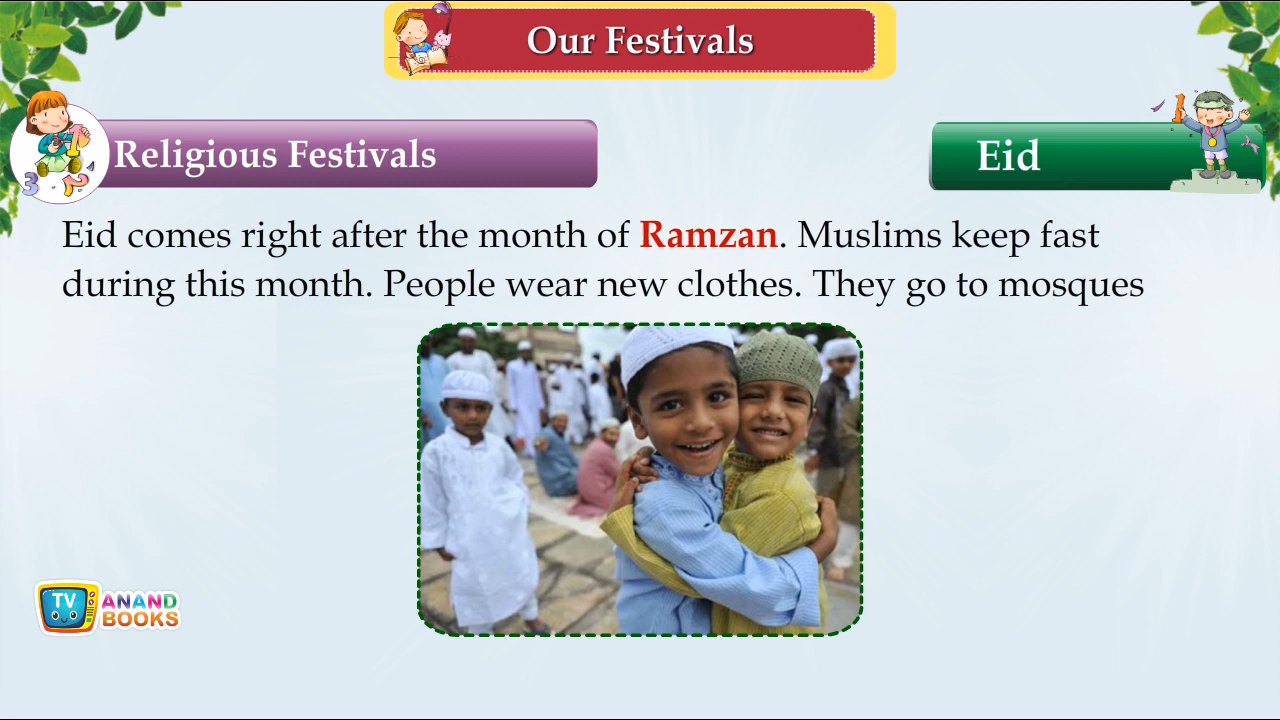 Our Festivals
Religious Festivals
Eid
Eid comes right after the month of Ramzan. Muslims keep fast
during this month. People wear new clothes. They go to mosques
TV
ANAND
BOOKS